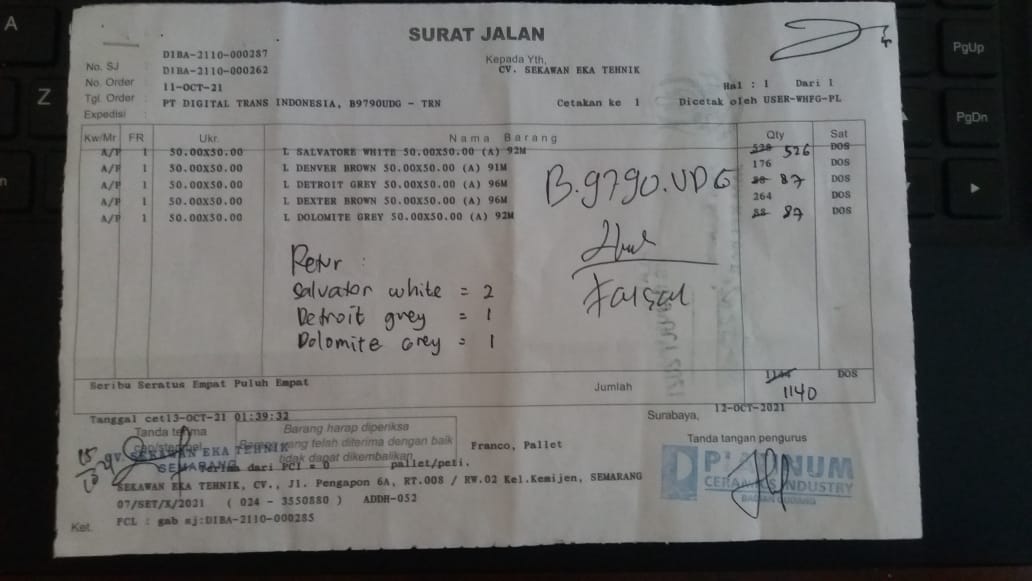 SURAT JALAN
No. SJ : DIBA-2110-000287
No. Order : DIBA-2110-000262
Tgl. Order : 11-OCT-21
Expedisi : PT DIGITAL TRANS INDONESIA, B9790UDG - TRN
Kepada Yth,
CV. SEKAWAN EKA TEHNIK
Hal : 1 Dari 1
Cetakan ke 1 Dicetak oleh USER-WHFG-PL
Kw/Mr FR Ukr. Nama Barang Qty Sat
A/P 1 50.00X50.00 L SALVATORE WHITE 50.00X50.00 (A) 92M 528 526 DOS
A/P 1 50.00X50.00 L DENVER BROWN 50.00X50.00 (A) 91M 176 DOS
A/P 1 50.00X50.00 L DETROIT GREY 50.00X50.00 (A) 96M 88 87 DOS
A/P 1 50.00X50.00 L DEXTER BROWN 50.00X50.00 (A) 96M 264 DOS
A/P 1 50.00X50.00 L DOLOMITE GREY 50.00X50.00 (A) 92M 88 87 DOS
B.9790.UDG
Faisal
Retur :
Salvator white = 2
Detroit grey = 1
Dolomite Grey = 1
Seribu Seratus Empat Puluh Empat Jumlah 1144 DOS
1140
Tanggal cet13-OCT-21 01:39:32
Surabaya, 12-OCT-2021
Tanda terima
cap/stempel
Barang harap diperiksa
Barang yang telah diterima dengan baik
tidak dapat dikembalikan
Franco, Pallet
Tanda tangan pengurus
CV. SEKAWAN EKA TEHNIK
SEMARANG
Terima dari PCI = 0 pallet/peti.
PLATINUM
CERAMICS INDUSTRY
SEKAWAN EKA TEHNIK, CV., Jl. Pengapon 6A, RT.008 / RW.02 Kel.Kemijen, SEMARANG
07/SET/X/2021 ( 024 - 3550880 ) ADDH-052
Ket. PCL : gab sj:DIBA-2110-000285
A
Z
PgUp
PgDn